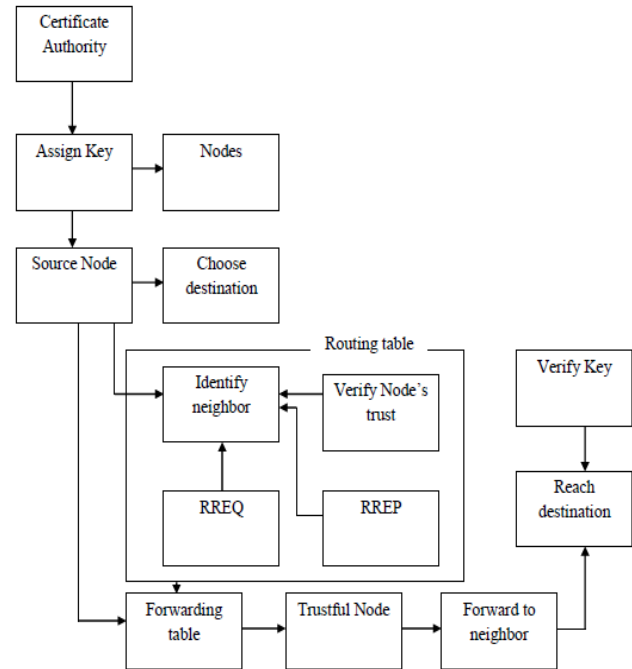 Certificate
Authority
Assign Key
Nodes
Source Node
Choose
destination
Routing table
Identify
neighbor
Verify Node's
trust
Verify Key
RREQ
RREP
Reach
destination
Forwarding
table
Trustful Node
Forward to
neighbor